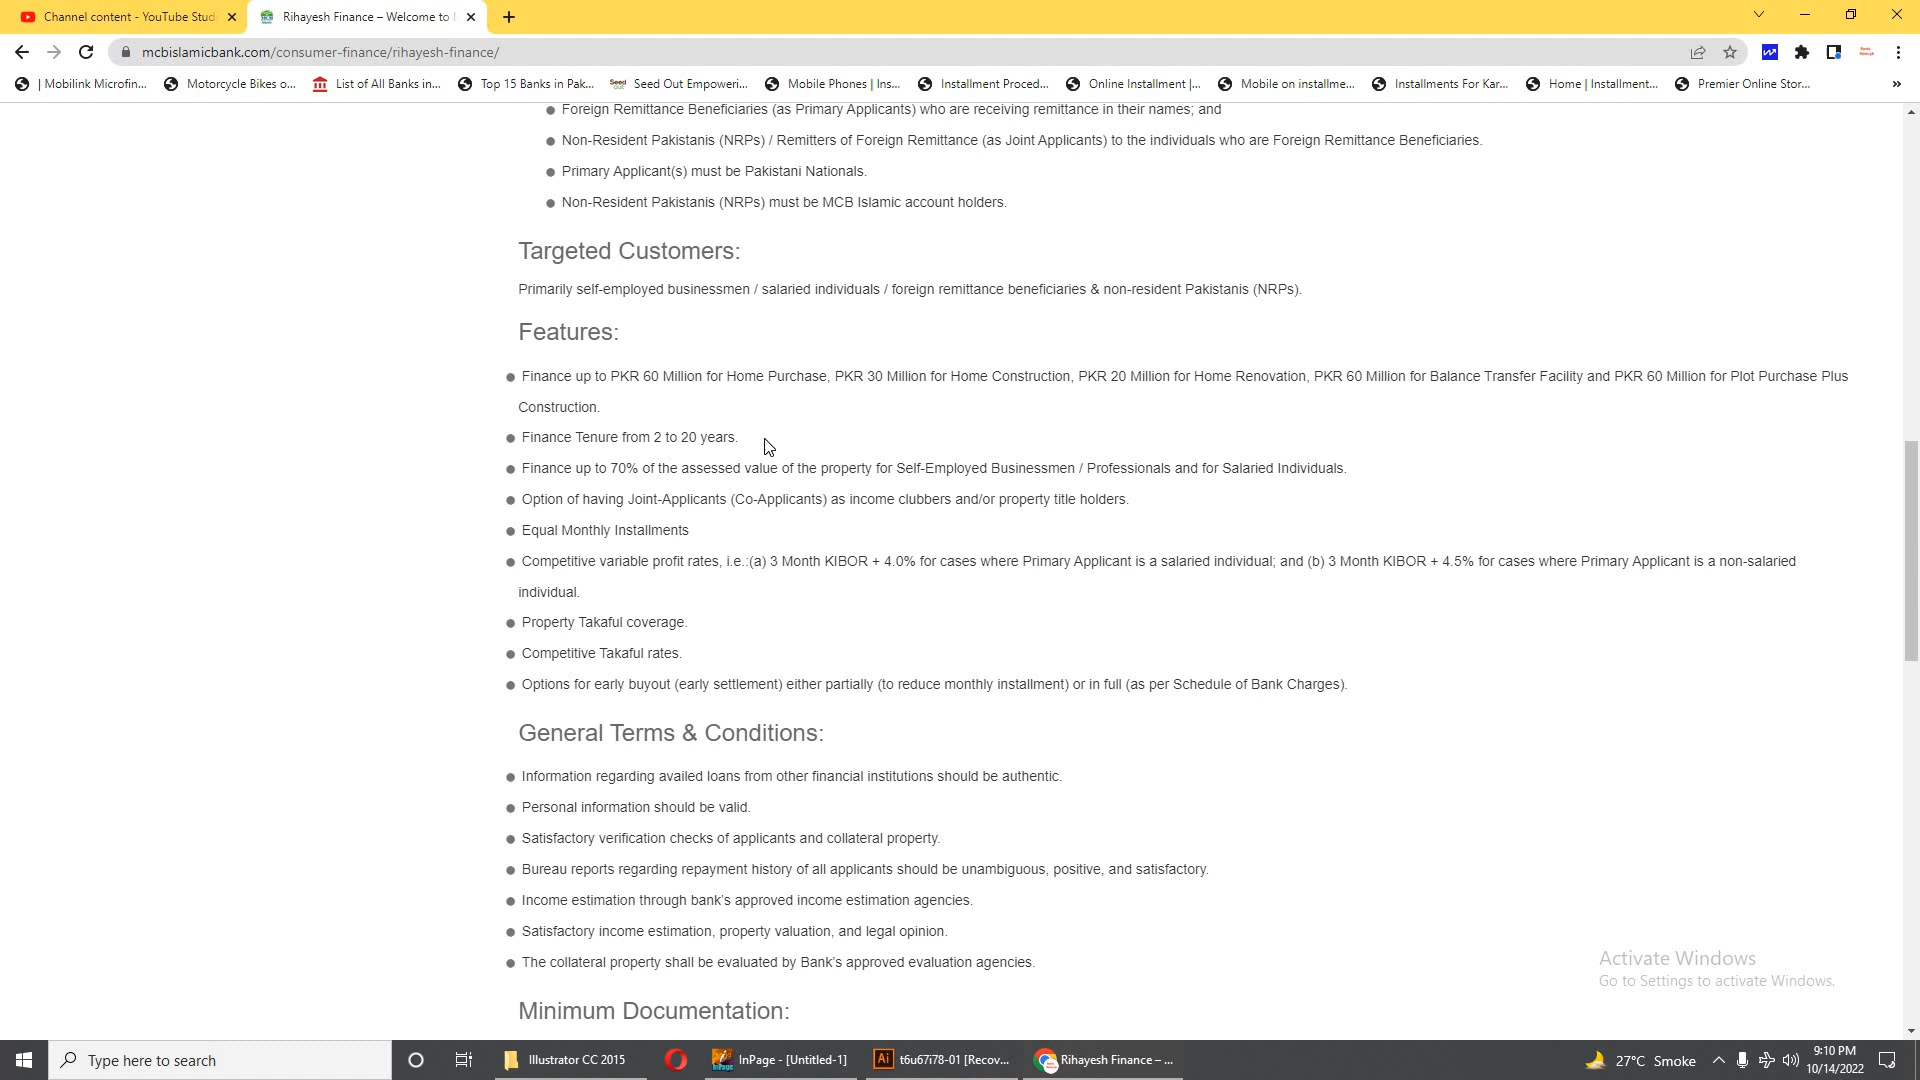 Channel content - YouTube Stud
Rihayesh Finance – Welcome to
mcbislamicbank.com/consumer-finance/rihayesh-finance/
| Mobilink Microfin... Motorcycle Bikes o... List of All Banks in... Top 15 Banks in Pak... Seed Out Empoweri... Mobile Phones | Ins... Installment Proced... Online Installment |... Mobile on installme... Installments For Kar... Home | Installment... Premier Online Stor... »
Foreign Remittance Beneficiaries (as Primary Applicants) who are receiving remittance in their names; and
Non-Resident Pakistanis (NRPs) / Remitters of Foreign Remittance (as Joint Applicants) to the individuals who are Foreign Remittance Beneficiaries.
Primary Applicant(s) must be Pakistani Nationals.
Non-Resident Pakistanis (NRPs) must be MCB Islamic account holders.
Targeted Customers:
Primarily self-employed businessmen / salaried individuals / foreign remittance beneficiaries & non-resident Pakistanis (NRPs).
Features:
Finance up to PKR 60 Million for Home Purchase, PKR 30 Million for Home Construction, PKR 20 Million for Home Renovation, PKR 60 Million for Balance Transfer Facility and PKR 60 Million for Plot Purchase Plus
Construction.
Finance Tenure from 2 to 20 years.
Finance up to 70% of the assessed value of the property for Self-Employed Businessmen / Professionals and for Salaried Individuals.
Option of having Joint-Applicants (Co-Applicants) as income clubbers and/or property title holders.
Equal Monthly Installments
Competitive variable profit rates, i.e.:(a) 3 Month KIBOR + 4.0% for cases where Primary Applicant is a salaried individual; and (b) 3 Month KIBOR + 4.5% for cases where Primary Applicant is a non-salaried
individual.
Property Takaful coverage.
Competitive Takaful rates.
Options for early buyout (early settlement) either partially (to reduce monthly installment) or in full (as per Schedule of Bank Charges).
General Terms & Conditions:
Information regarding availed loans from other financial institutions should be authentic.
Personal information should be valid.
Satisfactory verification checks of applicants and collateral property.
Bureau reports regarding repayment history of all applicants should be unambiguous, positive, and satisfactory.
Income estimation through bank's approved income estimation agencies.
Satisfactory income estimation, property valuation, and legal opinion.
The collateral property shall be evaluated by Bank's approved evaluation agencies.
Activate Windows
Go to Settings to activate Windows.
Minimum Documentation:
Type here to search
Illustrator CC 2015
InPage - [Untitled-1]
Ai t6u67i78-01 [Recov...
Rihayesh Finance – ...
27°C Smoke
9:10 PM
10/14/2022